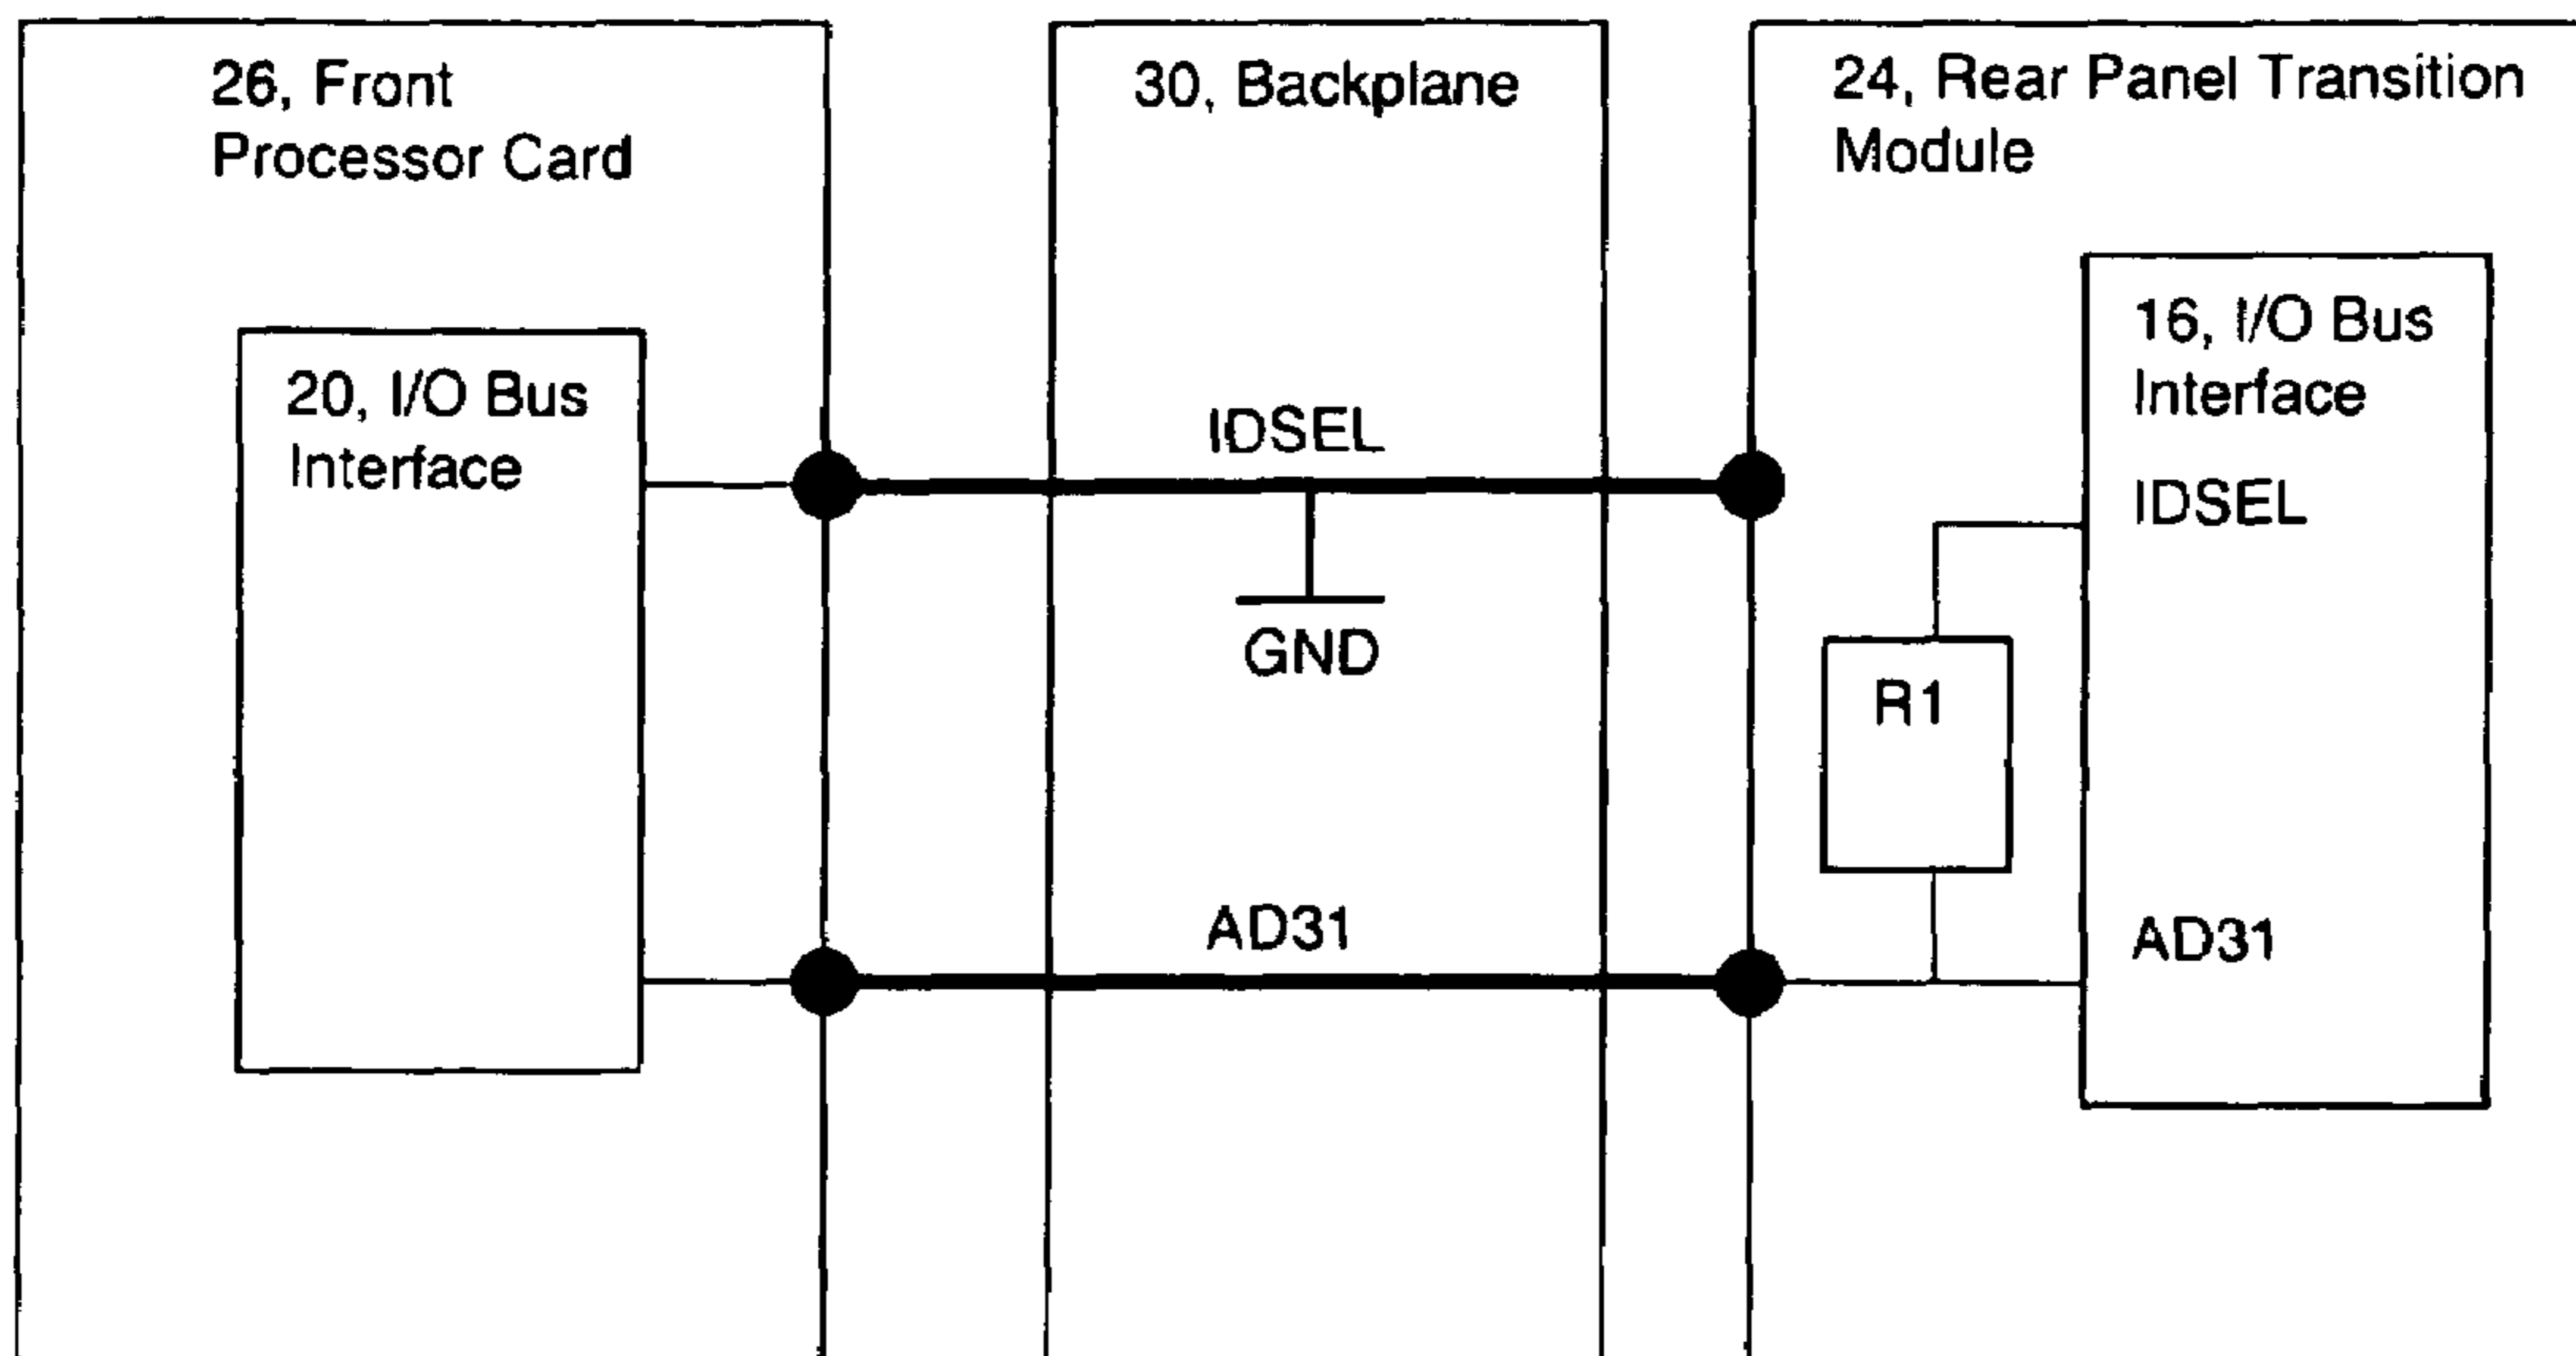 26, Front
Processor Card
30, Backplane
24, Rear Panel Transition
Module
20, I/O Bus
Interface
IDSEL
GND
AD31
16, I/O Bus
Interface
IDSEL
R1
AD31